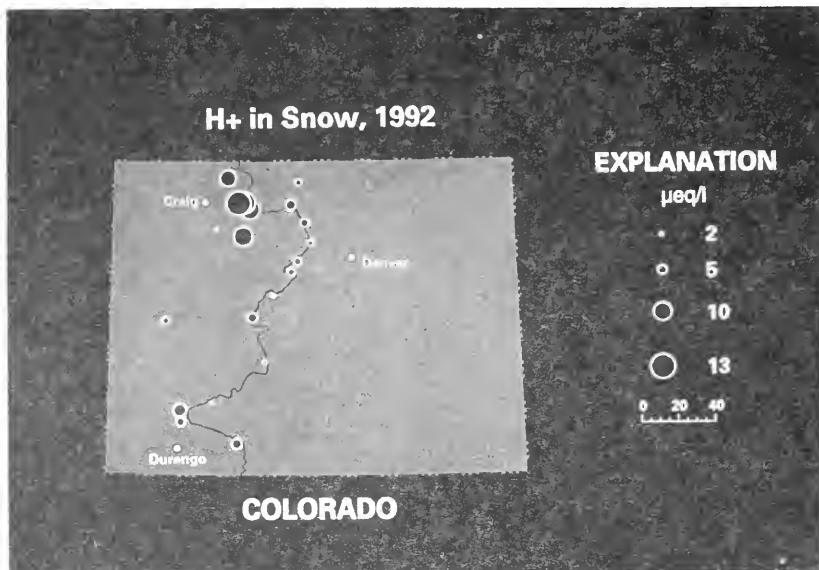 H+ in Snow, 1992
EXPLANATION
µeq/l
2
5
10
13
0 20 40
Craig
Denver
Durango
COLORADO